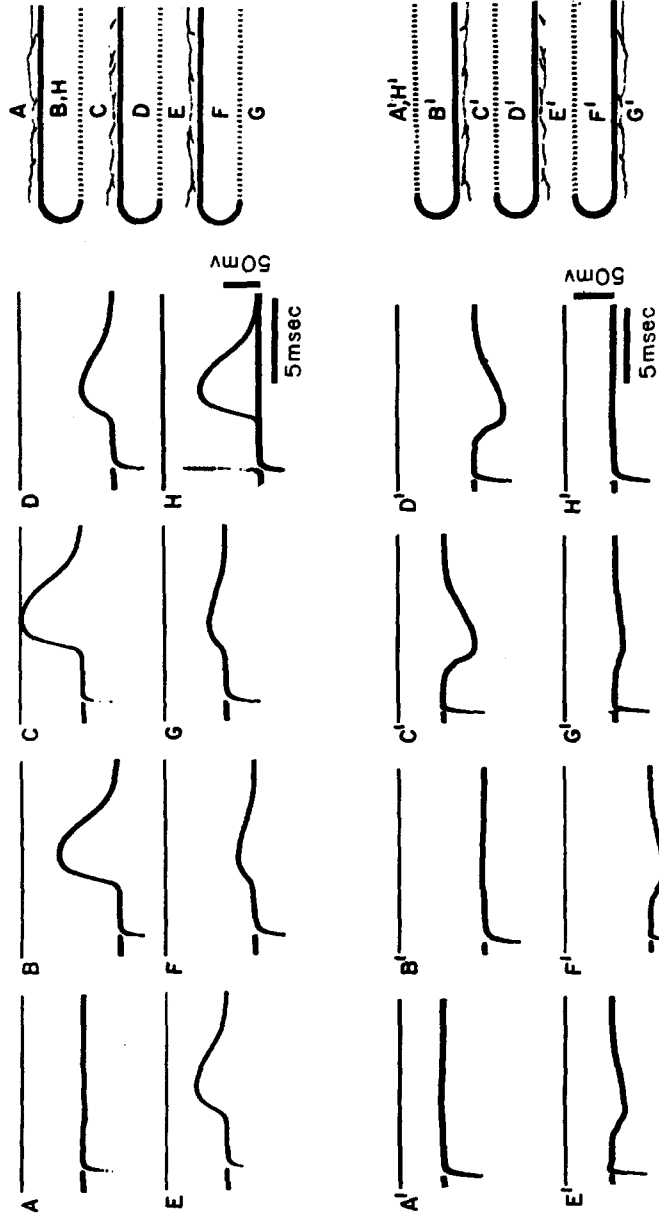 A B C D
E F G H
50mv
5msec
A
B,H
C
D
E
F
G
A' B' C' D'
E' F' G' H'
50mv
5msec
A',H'
B'
C'
D'
E'
F'
G'